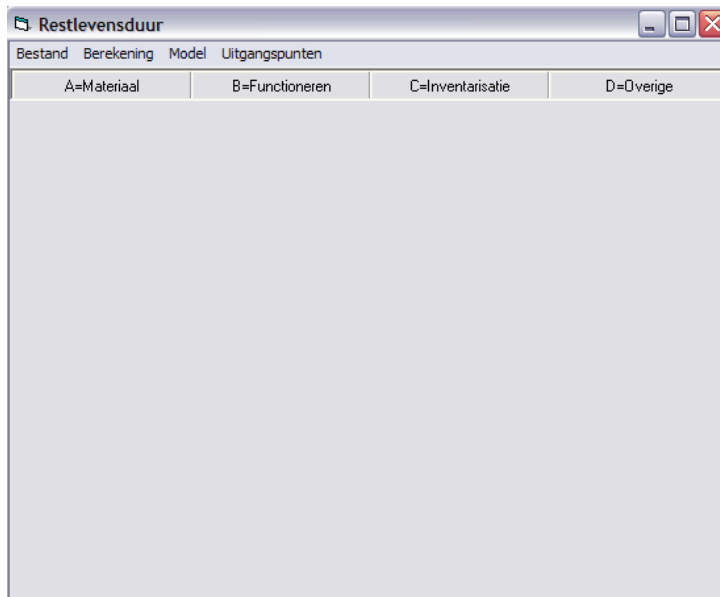 Restlevensduur
Bestand Berekening Model Uitgangspunten
A=Materiaal B=Functioneren C=Inventarisatie D=Overige